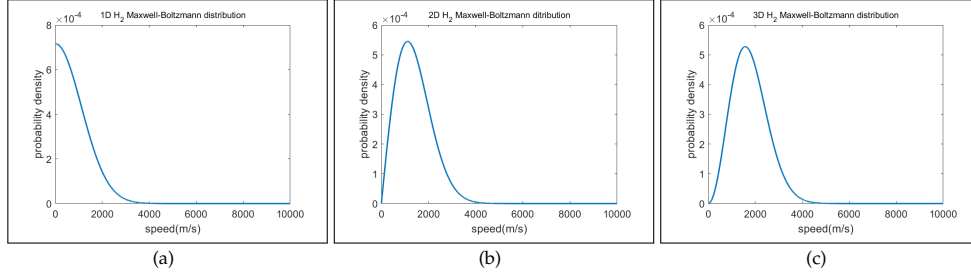 1D H₂ Maxwell-Boltzmann distribution
×10⁻⁴
8
6
4
2
0
probability density
0 2000 4000 6000 8000 10000
speed(m/s)
(a)
2D H₂ Maxwell-Boltzmann ditribution
×10⁻⁴
6
5
4
3
2
1
0
probability density
0 2000 4000 6000 8000 10000
speed(m/s)
(b)
3D H₂ Maxwell-Boltzmann distribution
×10⁻⁴
6
5
4
3
2
1
0
probability density
0 2000 4000 6000 8000 10000
speed(m/s)
(c)